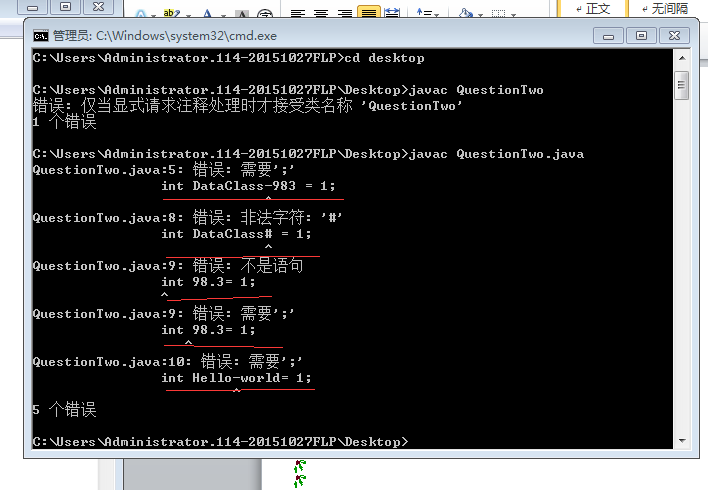 正文
无间隔
管理员: C:\Windows\system32\cmd.exe
C:\Users\Administrator.114-20151027FLP>cd desktop
C:\Users\Administrator.114-20151027FLP\Desktop>javac QuestionTwo
错误: 仅当显式请求注释处理时才接受类名称 'QuestionTwo'
1 个错误
C:\Users\Administrator.114-20151027FLP\Desktop>javac QuestionTwo.java
QuestionTwo.java:5: 错误: 需要';'
int DataClass-983 = 1;
^
QuestionTwo.java:8: 错误: 非法字符: '#'
int DataClass# = 1;
^
QuestionTwo.java:9: 错误: 不是语句
int 98.3= 1;
^
QuestionTwo.java:9: 错误: 需要';'
int 98.3= 1;
^
QuestionTwo.java:10: 错误: 需要';'
int Hello-world= 1;
^
5 个错误
C:\Users\Administrator.114-20151027FLP\Desktop>